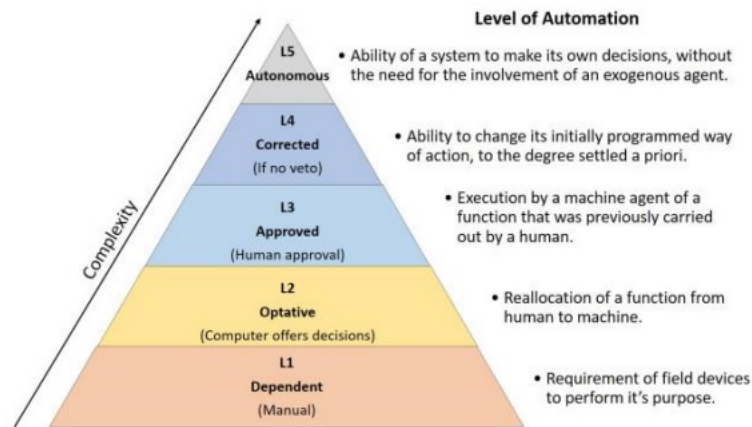 Level of Automation
L5
Autonomous
• Ability of a system to make its own decisions, without
the need for the involvement of an exogenous agent.
L4
Corrected
(If no veto)
• Ability to change its initially programmed way
of action, to the degree settled a priori.
L3
Approved
(Human approval)
• Execution by a machine agent of a
function that was previously carried
out by a human.
L2
Optative
(Computer offers decisions)
• Reallocation of a function from
human to machine.
L1
Dependent
(Manual)
• Requirement of field devices
to perform it's purpose.
Complexity